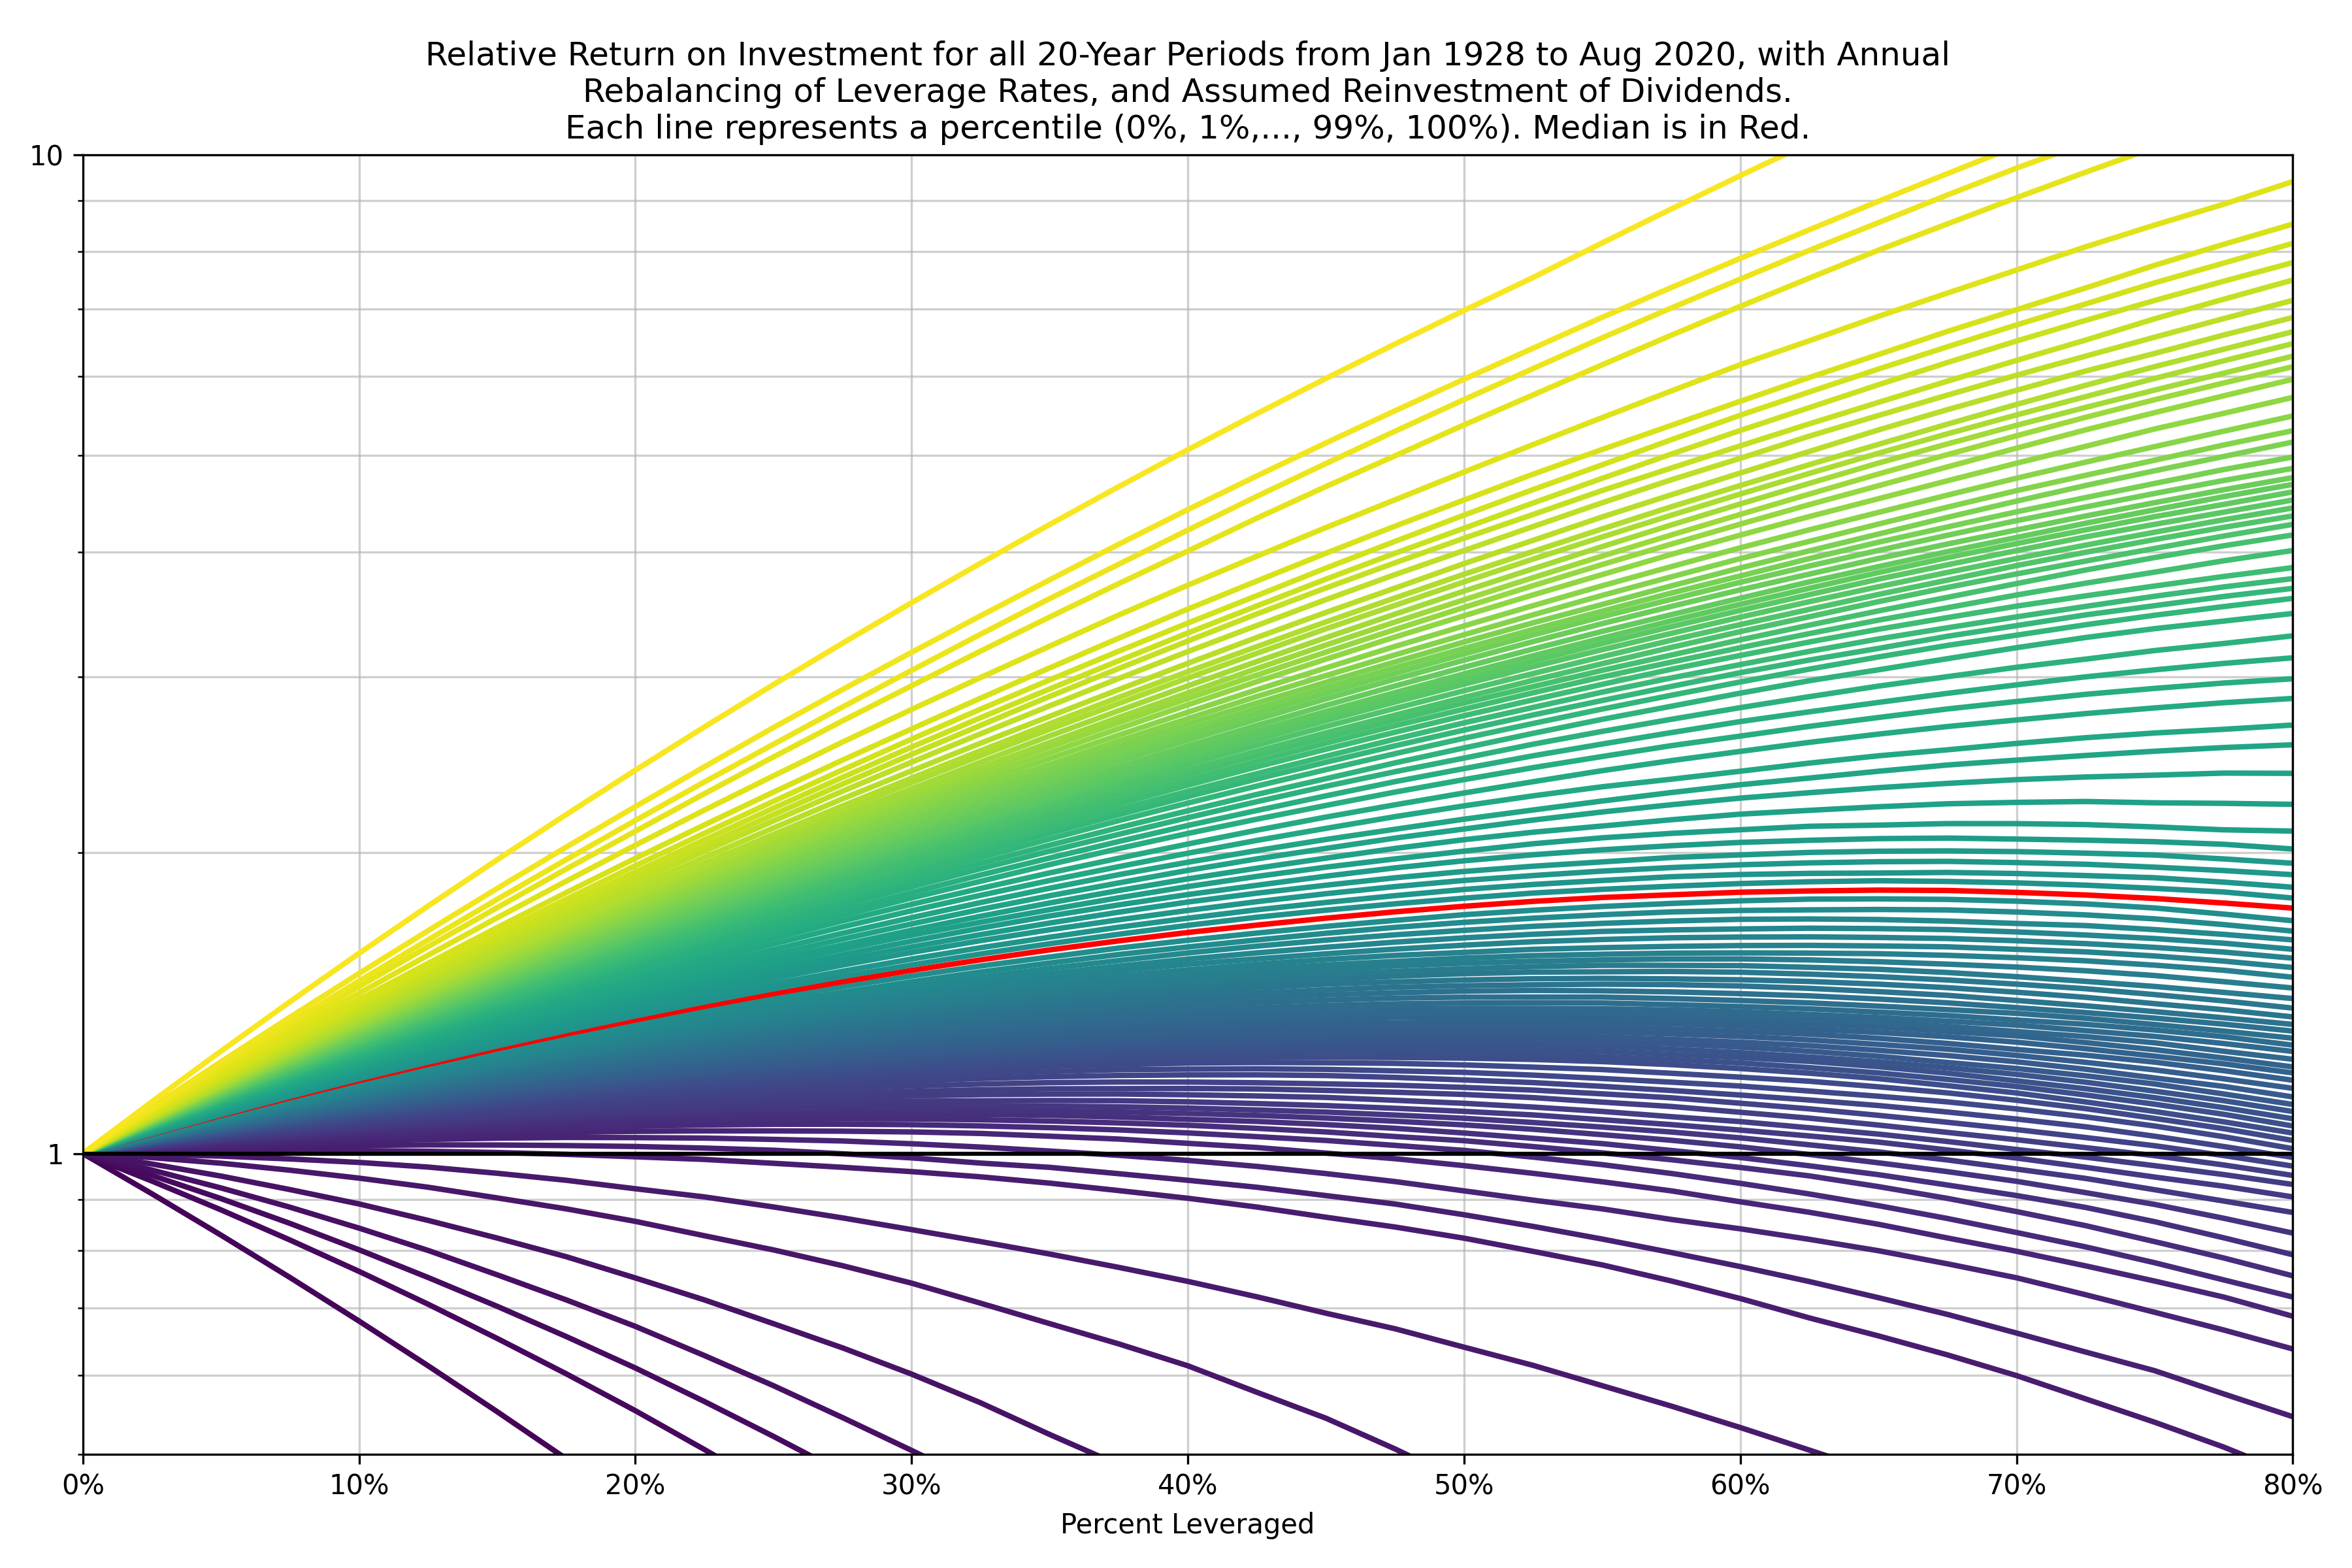 Relative Return on Investment for all 20-Year Periods from Jan 1928 to Aug 2020, with Annual
Rebalancing of Leverage Rates, and Assumed Reinvestment of Dividends.
Each line represents a percentile (0%, 1%,..., 99%, 100%). Median is in Red.
10
1
0%
10%
20%
30%
40%
50%
60%
70%
80%
Percent Leveraged